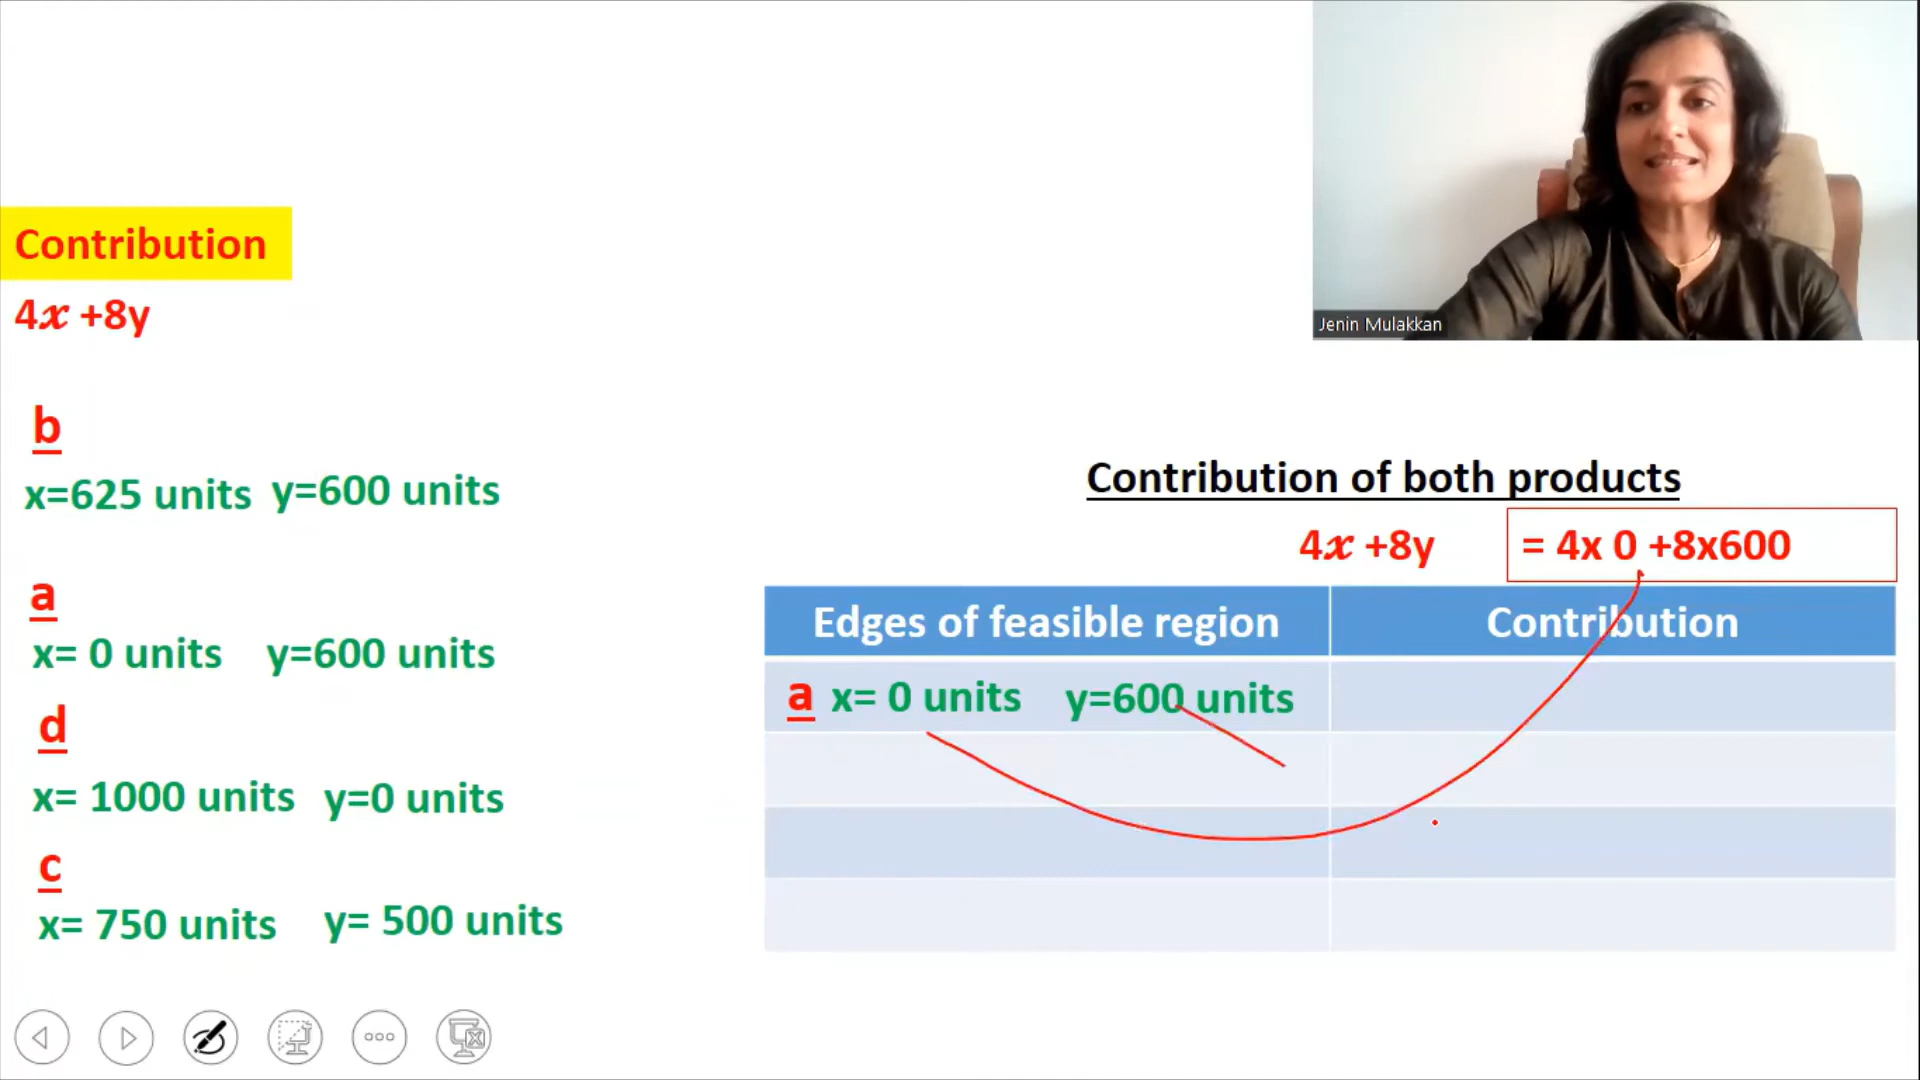 Jenin Mulakkan
Contribution
4x +8y
b
x=625 units y=600 units
a
x= 0 units y=600 units
d
x= 1000 units y=0 units
c
x= 750 units y= 500 units
Contribution of both products
4x +8y = 4x 0 +8x600
Edges of feasible region Contribution
a x= 0 units y=600 units